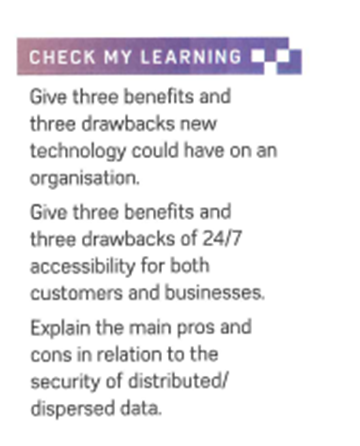 CHECK MY LEARNING
Give three benefits and
three drawbacks new
technology could have on an
organisation.
Give three benefits and
three drawbacks of 24/7
accessibility for both
customers and businesses.
Explain the main pros and
cons in relation to the
security of distributed/
dispersed data.